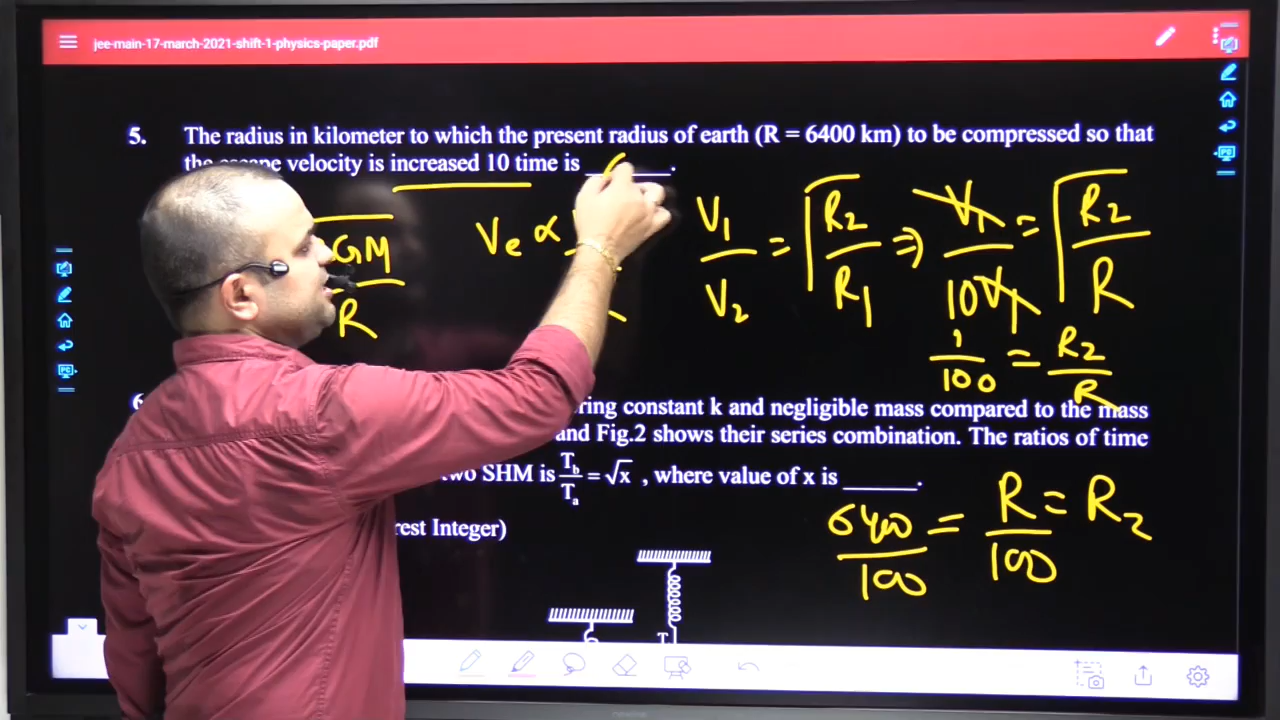 jee-main-17-march-2021-shift-1-physics-paper.pdf
5. The radius in kilometer to which the present radius of earth (R = 6400 km) to be compressed so that
the escape velocity is increased 10 time is ______.
GM
R
Ve ∝
V1/V2 = √(R2/R1) ⇒ V1/10V1 = √(R2/R)
1/100 = R2/R
6400/100 = R/100 = R2
6
ring constant k and negligible mass compared to the mass
and Fig.2 shows their series combination. The ratios of time
two SHM is Tb/Ta = √x , where value of x is ______.
rest Integer)
PC
PC